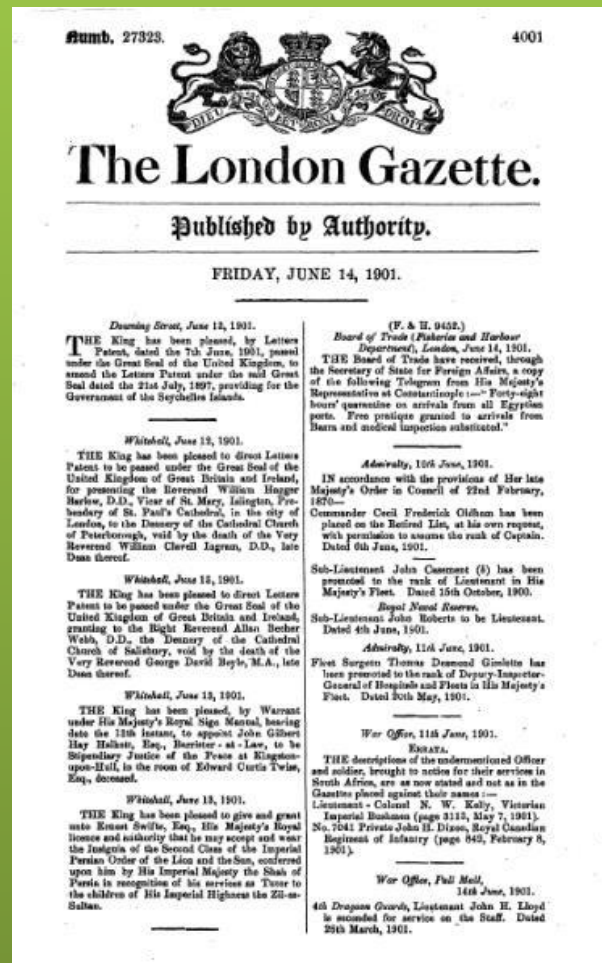 Numb. 27323.
4001
DIEU ET MON DROIT
The London Gazette.
Published by Authority.
FRIDAY, JUNE 14, 1901.
Downing Street, June 13, 1901.
THE King has been pleased, by Letters
Patent, dated the 7th June, 1901, passed
under the Great Seal of the United Kingdom, to
amend the Letters Patent under the said Great
Seal dated the 21st July, 1897, providing for the
Government of the Seychelles Islands.
Whitehall, June 12, 1901.
THE King has been pleased to direct Letters
Patent to be passed under the Great Seal of the
United Kingdom of Great Britain and Ireland,
for presenting the Reverend William Hagger
Barlow, D.D., Vicar of St. Mary, Islington, Pre-
bendary of St. Paul's Cathedral, in the city of
London, to the Deanery of the Cathedral Church
of Peterborough, void by the death of the Very
Reverend William Clavell Ingram, D.D., late
Dean thereof.
Whitehall, June 13, 1901.
THE King has been pleased to direct Letters
Patent to be passed under the Great Seal of the
United Kingdom of Great Britain and Ireland,
granting to the Right Reverend Allan Becher
Webb, D.D., the Deanery of the Cathedral
Church of Salisbury, void by the death of the
Very Reverend George David Boyle, M.A., late
Dean thereof.
Whitehall, June 13, 1901.
THE King has been pleased, by Warrant
under His Majesty's Royal Sign Manual, bearing
date the 12th instant, to appoint John Gilbert
Hay Halkett, Esq., Barrister-at-Law, to be
Stipendiary Justice of the Peace at Kingston-
upon-Hull, in the room of Edward Curtis Twiss,
Esq., deceased.
Whitehall, June 13, 1901.
THE King has been pleased to give and grant
unto Ernest Swifte, Esq., His Majesty's Royal
licence and authority that he may accept and wear
the Insignia of the Second Class of the Imperial
Persian Order of the Lion and the Sun, conferred
upon him by His Imperial Majesty the Shah of
Persia in recognition of his services as Tutor to
the children of His Imperial Highness the Zil-es-
Sultan.
(F. & H. 9452.)
Board of Trade (Fisheries and Harbour
Department), London, June 14, 1901.
THE Board of Trade have received, through
the Secretary of State for Foreign Affairs, a copy
of the following Telegram from His Majesty's
Representative at Constantinople :—" Forty-eight
hours' quarantine on arrivals from all Egyptian
ports. Free pratique granted to arrivals from
Basra and medical inspection substituted."
Admiralty, 10th June, 1901.
IN accordance with the provisions of Her late
Majesty's Order in Council of 22nd February,
1870—
Commander Cecil Frederick Oldham has been
placed on the Retired List, at his own request,
with permission to assume the rank of Captain.
Dated 6th June, 1901.
Sub-Lieutenant John Casement (b) has been
promoted to the rank of Lieutenant in His
Majesty's Fleet. Dated 15th October, 1900.
Royal Naval Reserve.
Sub-Lieutenant John Roberts to be Lieutenant.
Dated 4th June, 1901.
Admiralty, 11th June, 1901.
Fleet Surgeon Thomas Desmond Gimlette has
been promoted to the rank of Deputy-Inspector-
General of Hospitals and Fleets in His Majesty's
Fleet. Dated 20th May, 1901.
War Office, 11th June, 1901.
ERRATA.
THE descriptions of the undermentioned Officer
and soldier, brought to notice for their services in
South Africa, are as now stated and not as in the
Gazettes placed against their names :—
Lieutenant-Colonel N. W. Kelly, Victorian
Imperial Bushmen (page 3113, May 7, 1901).
No. 7041 Private John H. Dixon, Royal Canadian
Regiment of Infantry (page 849, February 8,
1901).
War Office, Pall Mall,
14th June, 1901.
4th Dragoon Guards, Lieutenant John H. Lloyd
is seconded for service on the Staff. Dated
25th March, 1901.